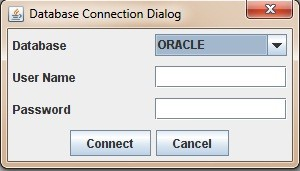 Database Connection Dialog
Database ORACLE
User Name
Password
Connect Cancel